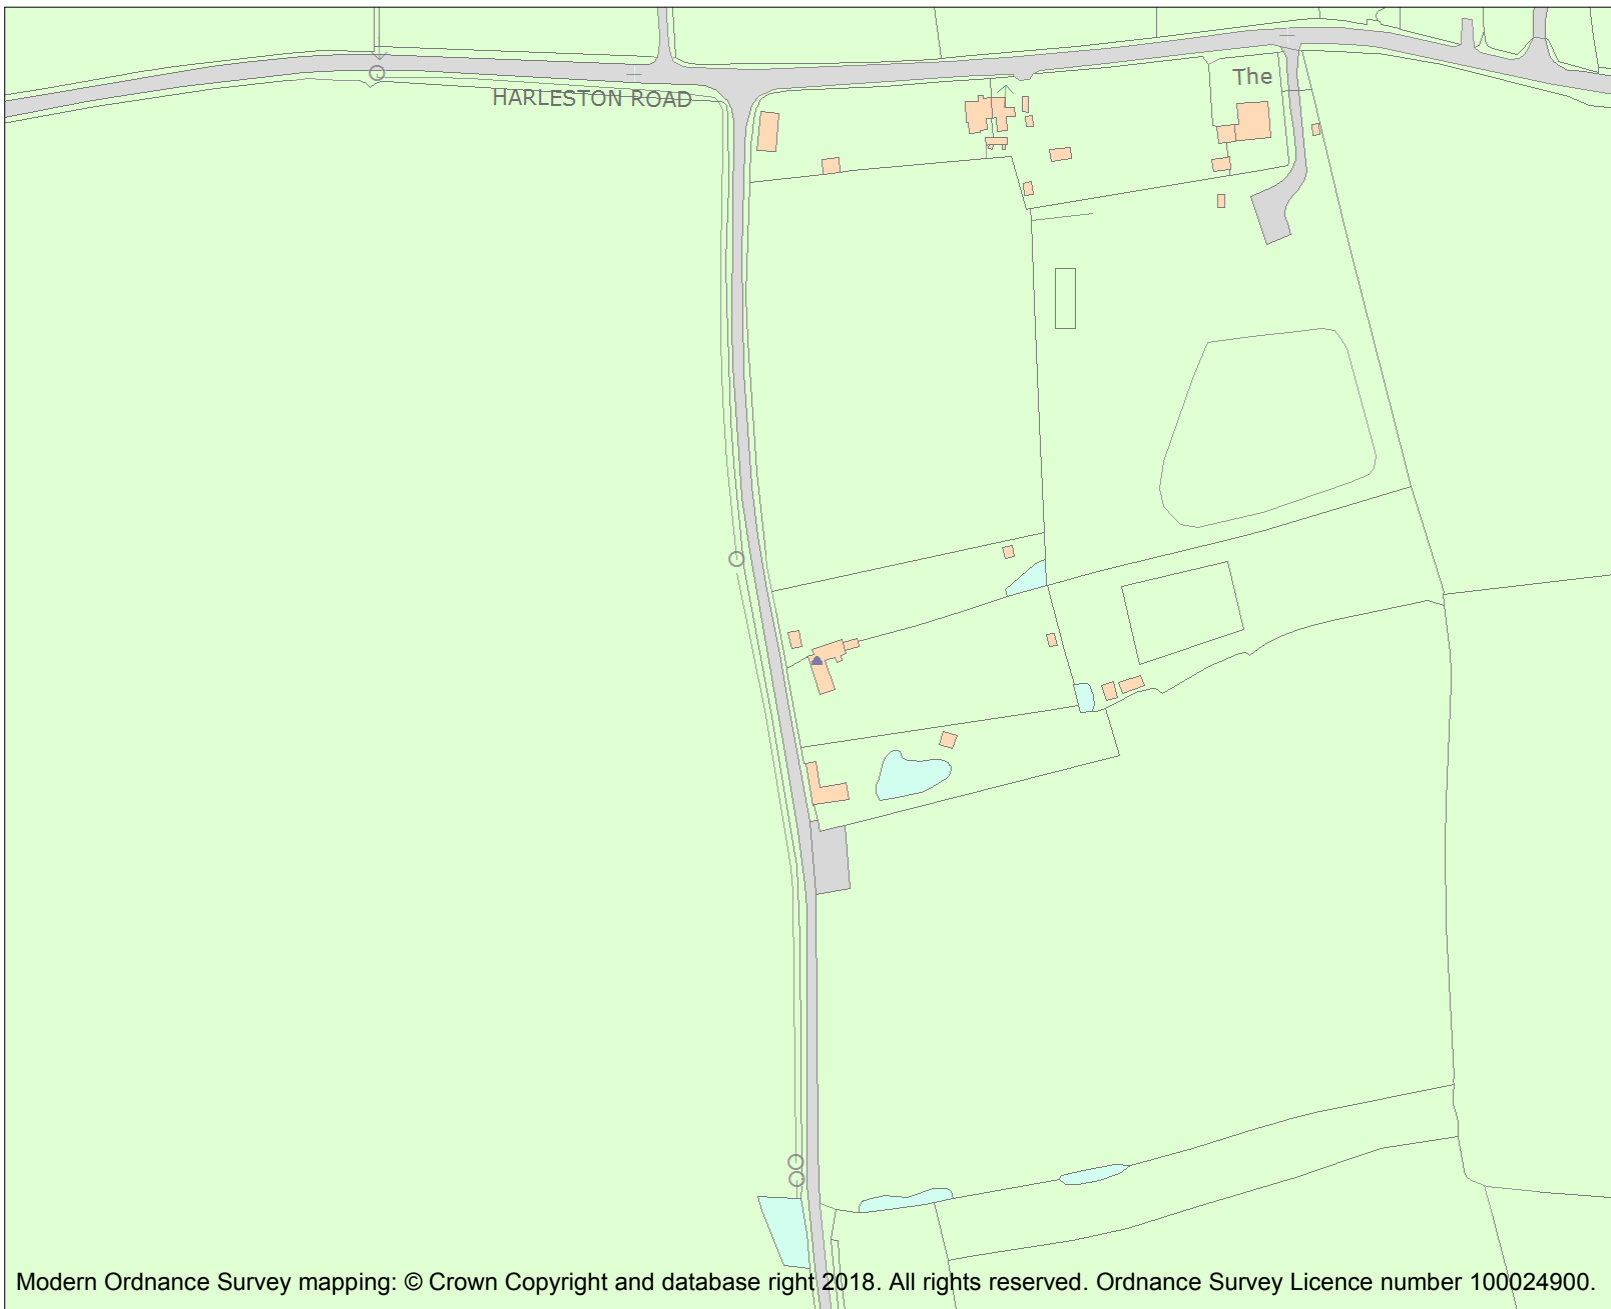 The
HARLESTON ROAD
Modern Ordnance Survey mapping: © Crown Copyright and database right 2018. All rights reserved. Ordnance Survey Licence number 100024900.